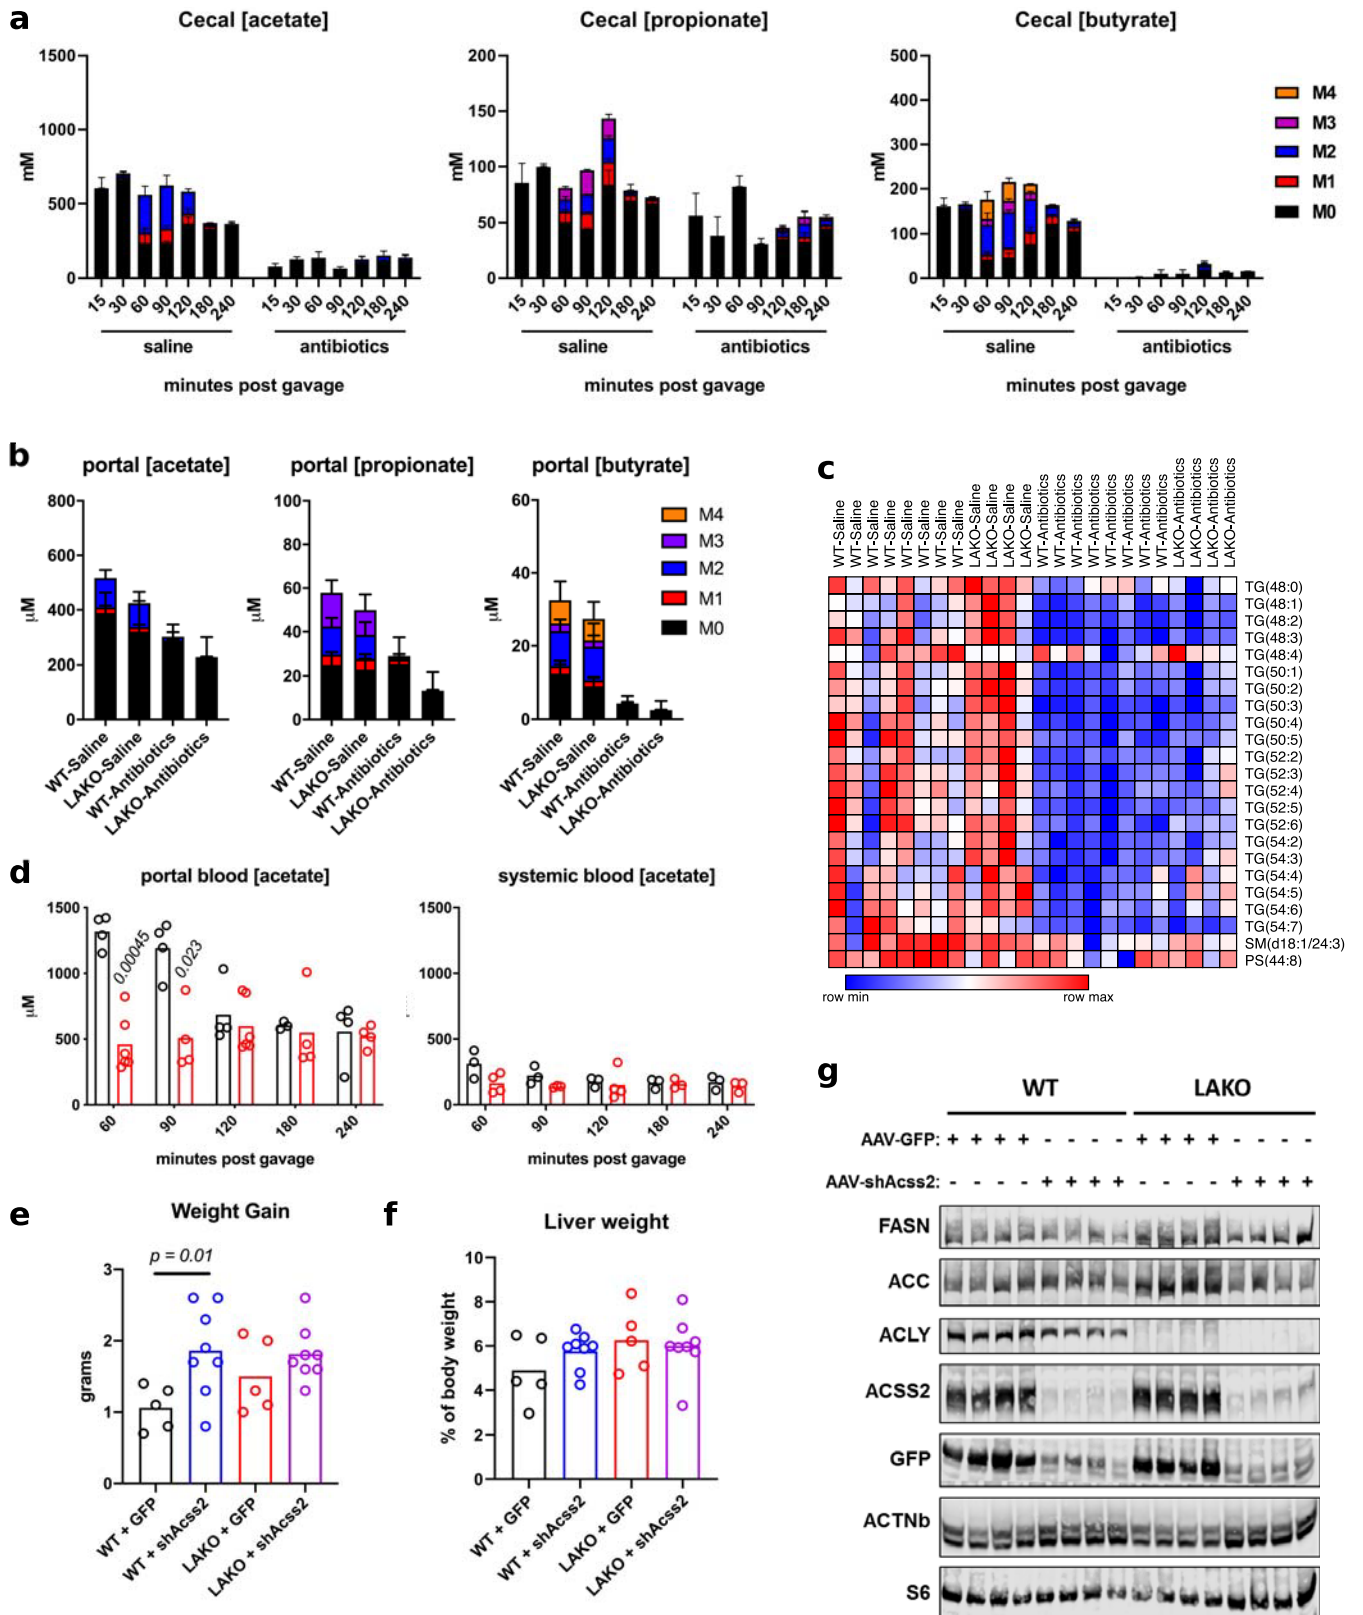 a
Cecal [acetate]
Cecal [propionate]
Cecal [butyrate]
mM
1500
1000
500
0
15 30 60 90 120 180 240 15 30 60 90 120 180 240
saline antibiotics
minutes post gavage
mM
200
150
100
50
0
15 30 60 90 120 180 240 15 30 60 90 120 180 240
saline antibiotics
minutes post gavage
mM
500
400
300
200
100
0
15 30 60 90 120 180 240 15 30 60 90 120 180 240
saline antibiotics
minutes post gavage
M4
M3
M2
M1
M0
b
portal [acetate]
portal [propionate]
portal [butyrate]
µM
800
600
400
200
0
WT-Saline
LAKO-Saline
WT-Antibiotics
LAKO-Antibiotics
µM
100
80
60
40
20
0
WT-Saline
LAKO-Saline
WT-Antibiotics
LAKO-Antibiotics
µM
60
40
20
0
WT-Saline
LAKO-Saline
WT-Antibiotics
LAKO-Antibiotics
M4
M3
M2
M1
M0
c
WT-Saline
WT-Saline
WT-Saline
WT-Saline
WT-Saline
WT-Saline
WT-Saline
WT-Saline
LAKO-Saline
LAKO-Saline
LAKO-Saline
LAKO-Saline
WT-Antibiotics
WT-Antibiotics
WT-Antibiotics
WT-Antibiotics
WT-Antibiotics
WT-Antibiotics
WT-Antibiotics
WT-Antibiotics
LAKO-Antibiotics
LAKO-Antibiotics
LAKO-Antibiotics
LAKO-Antibiotics
TG(48:0)
TG(48:1)
TG(48:2)
TG(48:3)
TG(48:4)
TG(50:1)
TG(50:2)
TG(50:3)
TG(50:4)
TG(50:5)
TG(52:2)
TG(52:3)
TG(52:4)
TG(52:5)
TG(52:6)
TG(54:2)
TG(54:3)
TG(54:4)
TG(54:5)
TG(54:6)
TG(54:7)
SM(d18:1/24:3)
PS(44:8)
row min row max
d
portal blood [acetate]
systemic blood [acetate]
µM
1500
1000
500
0
0.00045
0.023
60 90 120 180 240
minutes post gavage
1500
1000
500
0
60 90 120 180 240
minutes post gavage
e
Weight Gain
p = 0.01
grams
3
2
1
0
WT + GFP
WT + shAcss2
LAKO + GFP
LAKO + shAcss2
f
Liver weight
% of body weight
10
8
6
4
2
0
WT + GFP
WT + shAcss2
LAKO + GFP
LAKO + shAcss2
g
WT LAKO
AAV-GFP: + + + + - - - - + + + + - - - -
AAV-shAcss2: - - - - + + + + - - - - + + + +
FASN
ACC
ACLY
ACSS2
GFP
ACTNb
S6